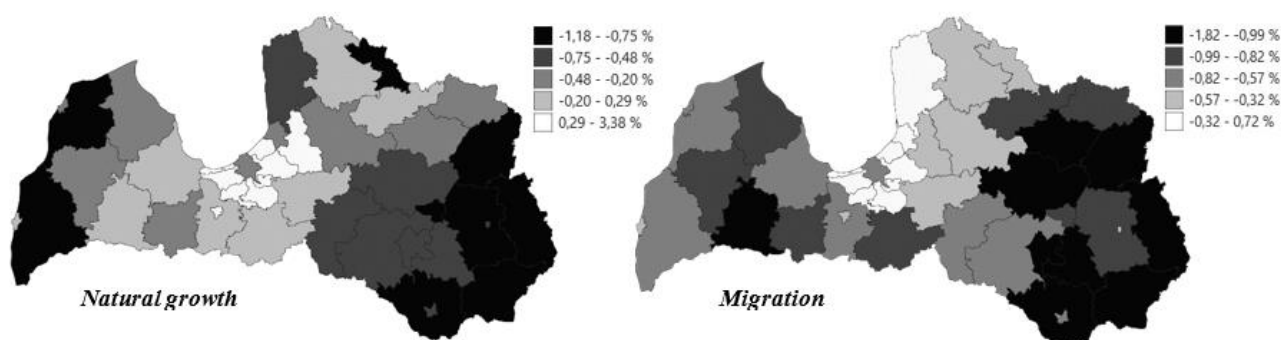 -1,18 - -0,75 %
-0,75 - -0,48 %
-0,48 - -0,20 %
-0,20 - 0,29 %
0,29 - 3,38 %
Natural growth
-1,82 - -0,99 %
-0,99 - -0,82 %
-0,82 - -0,57 %
-0,57 - -0,32 %
-0,32 - 0,72 %
Migration